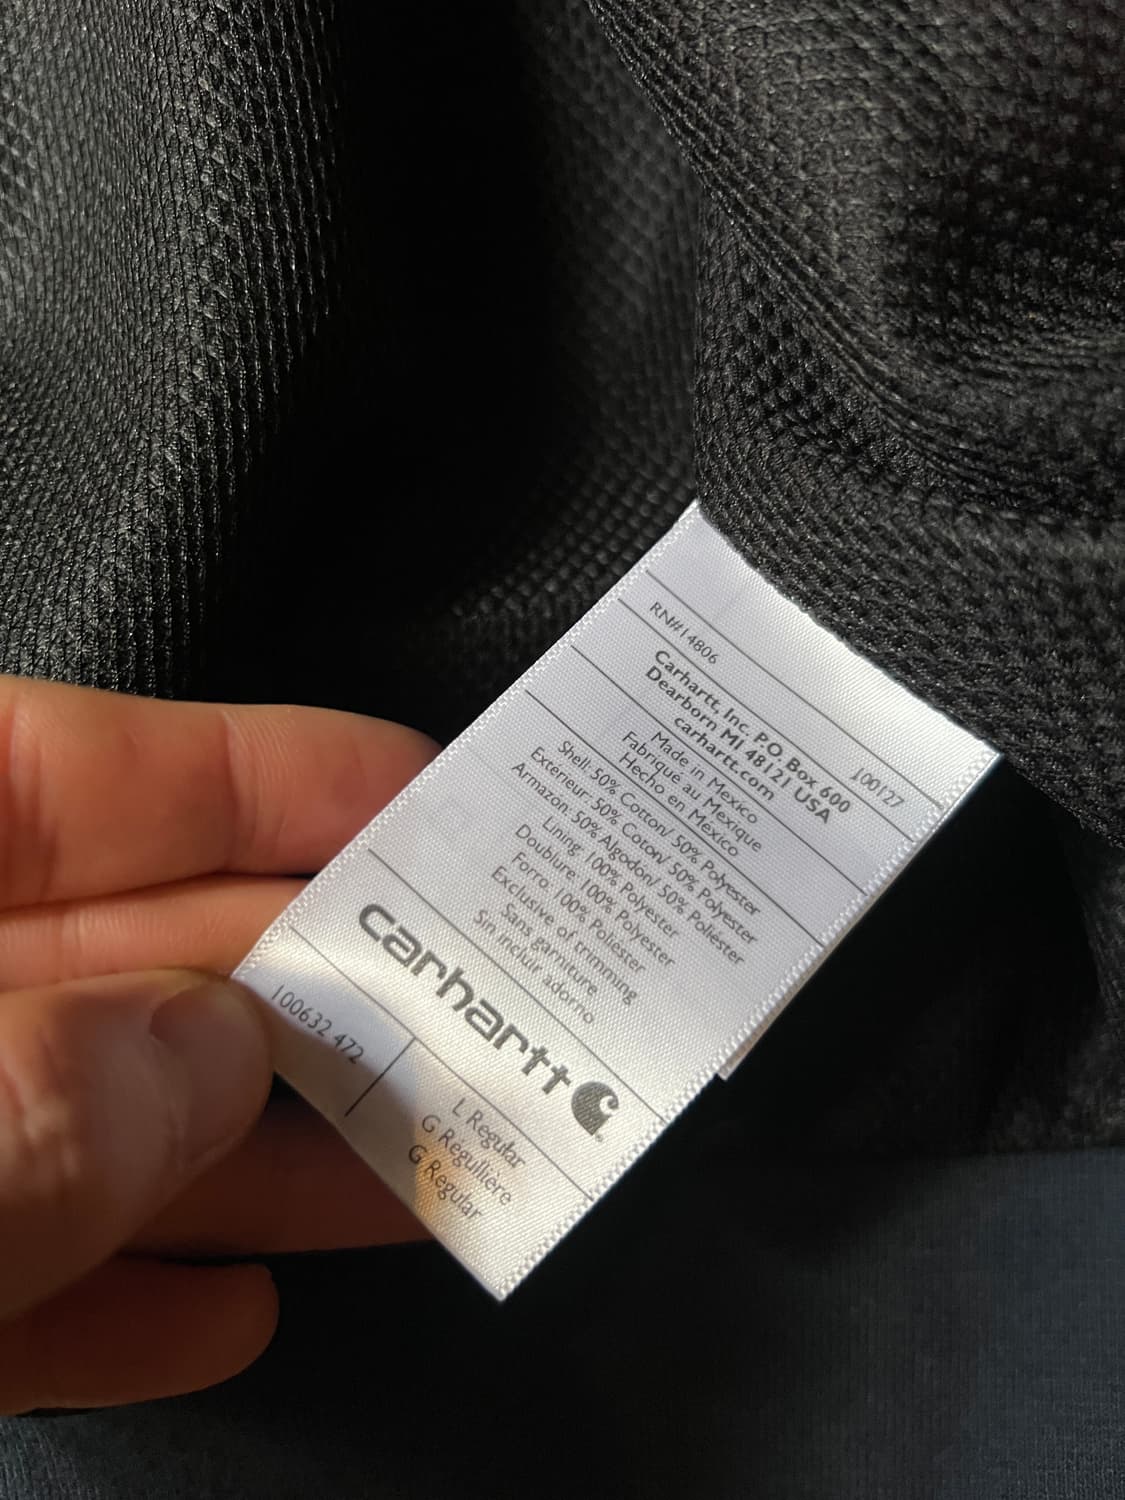 RN#14806
100127
Carhartt, Inc. P.O. Box 600
Dearborn MI 48121 USA
carhartt.com
Made in Mexico
Fabriqué au Mexique
Hecho en México
Shell: 50% Cotton/ 50% Polyester
Exterieur: 50% Coton/ 50% Polyester
Armazon: 50% Algodon/ 50% Poliéster
Lining: 100% Polyester
Doublure: 100% Polyester
Forro: 100% Poliester
Exclusive of trimming
Sans garniture
Sin incluir adorno
carhartt
100632 472
L Regular
G Régullière
G Regular